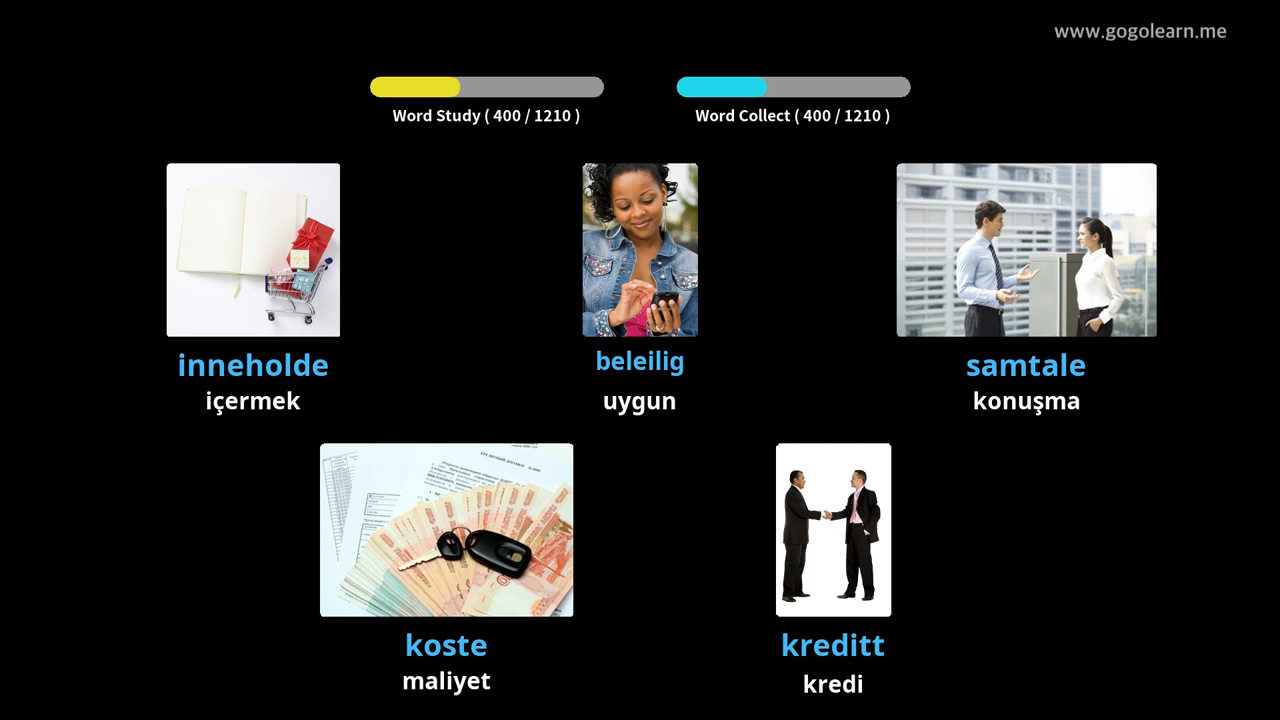 www.gogolearn.me
Word Study ( 400 / 1210 )
Word Collect ( 400 / 1210 )
inneholde
içermek
beleilig
uygun
samtale
konuşma
koste
maliyet
kreditt
kredi